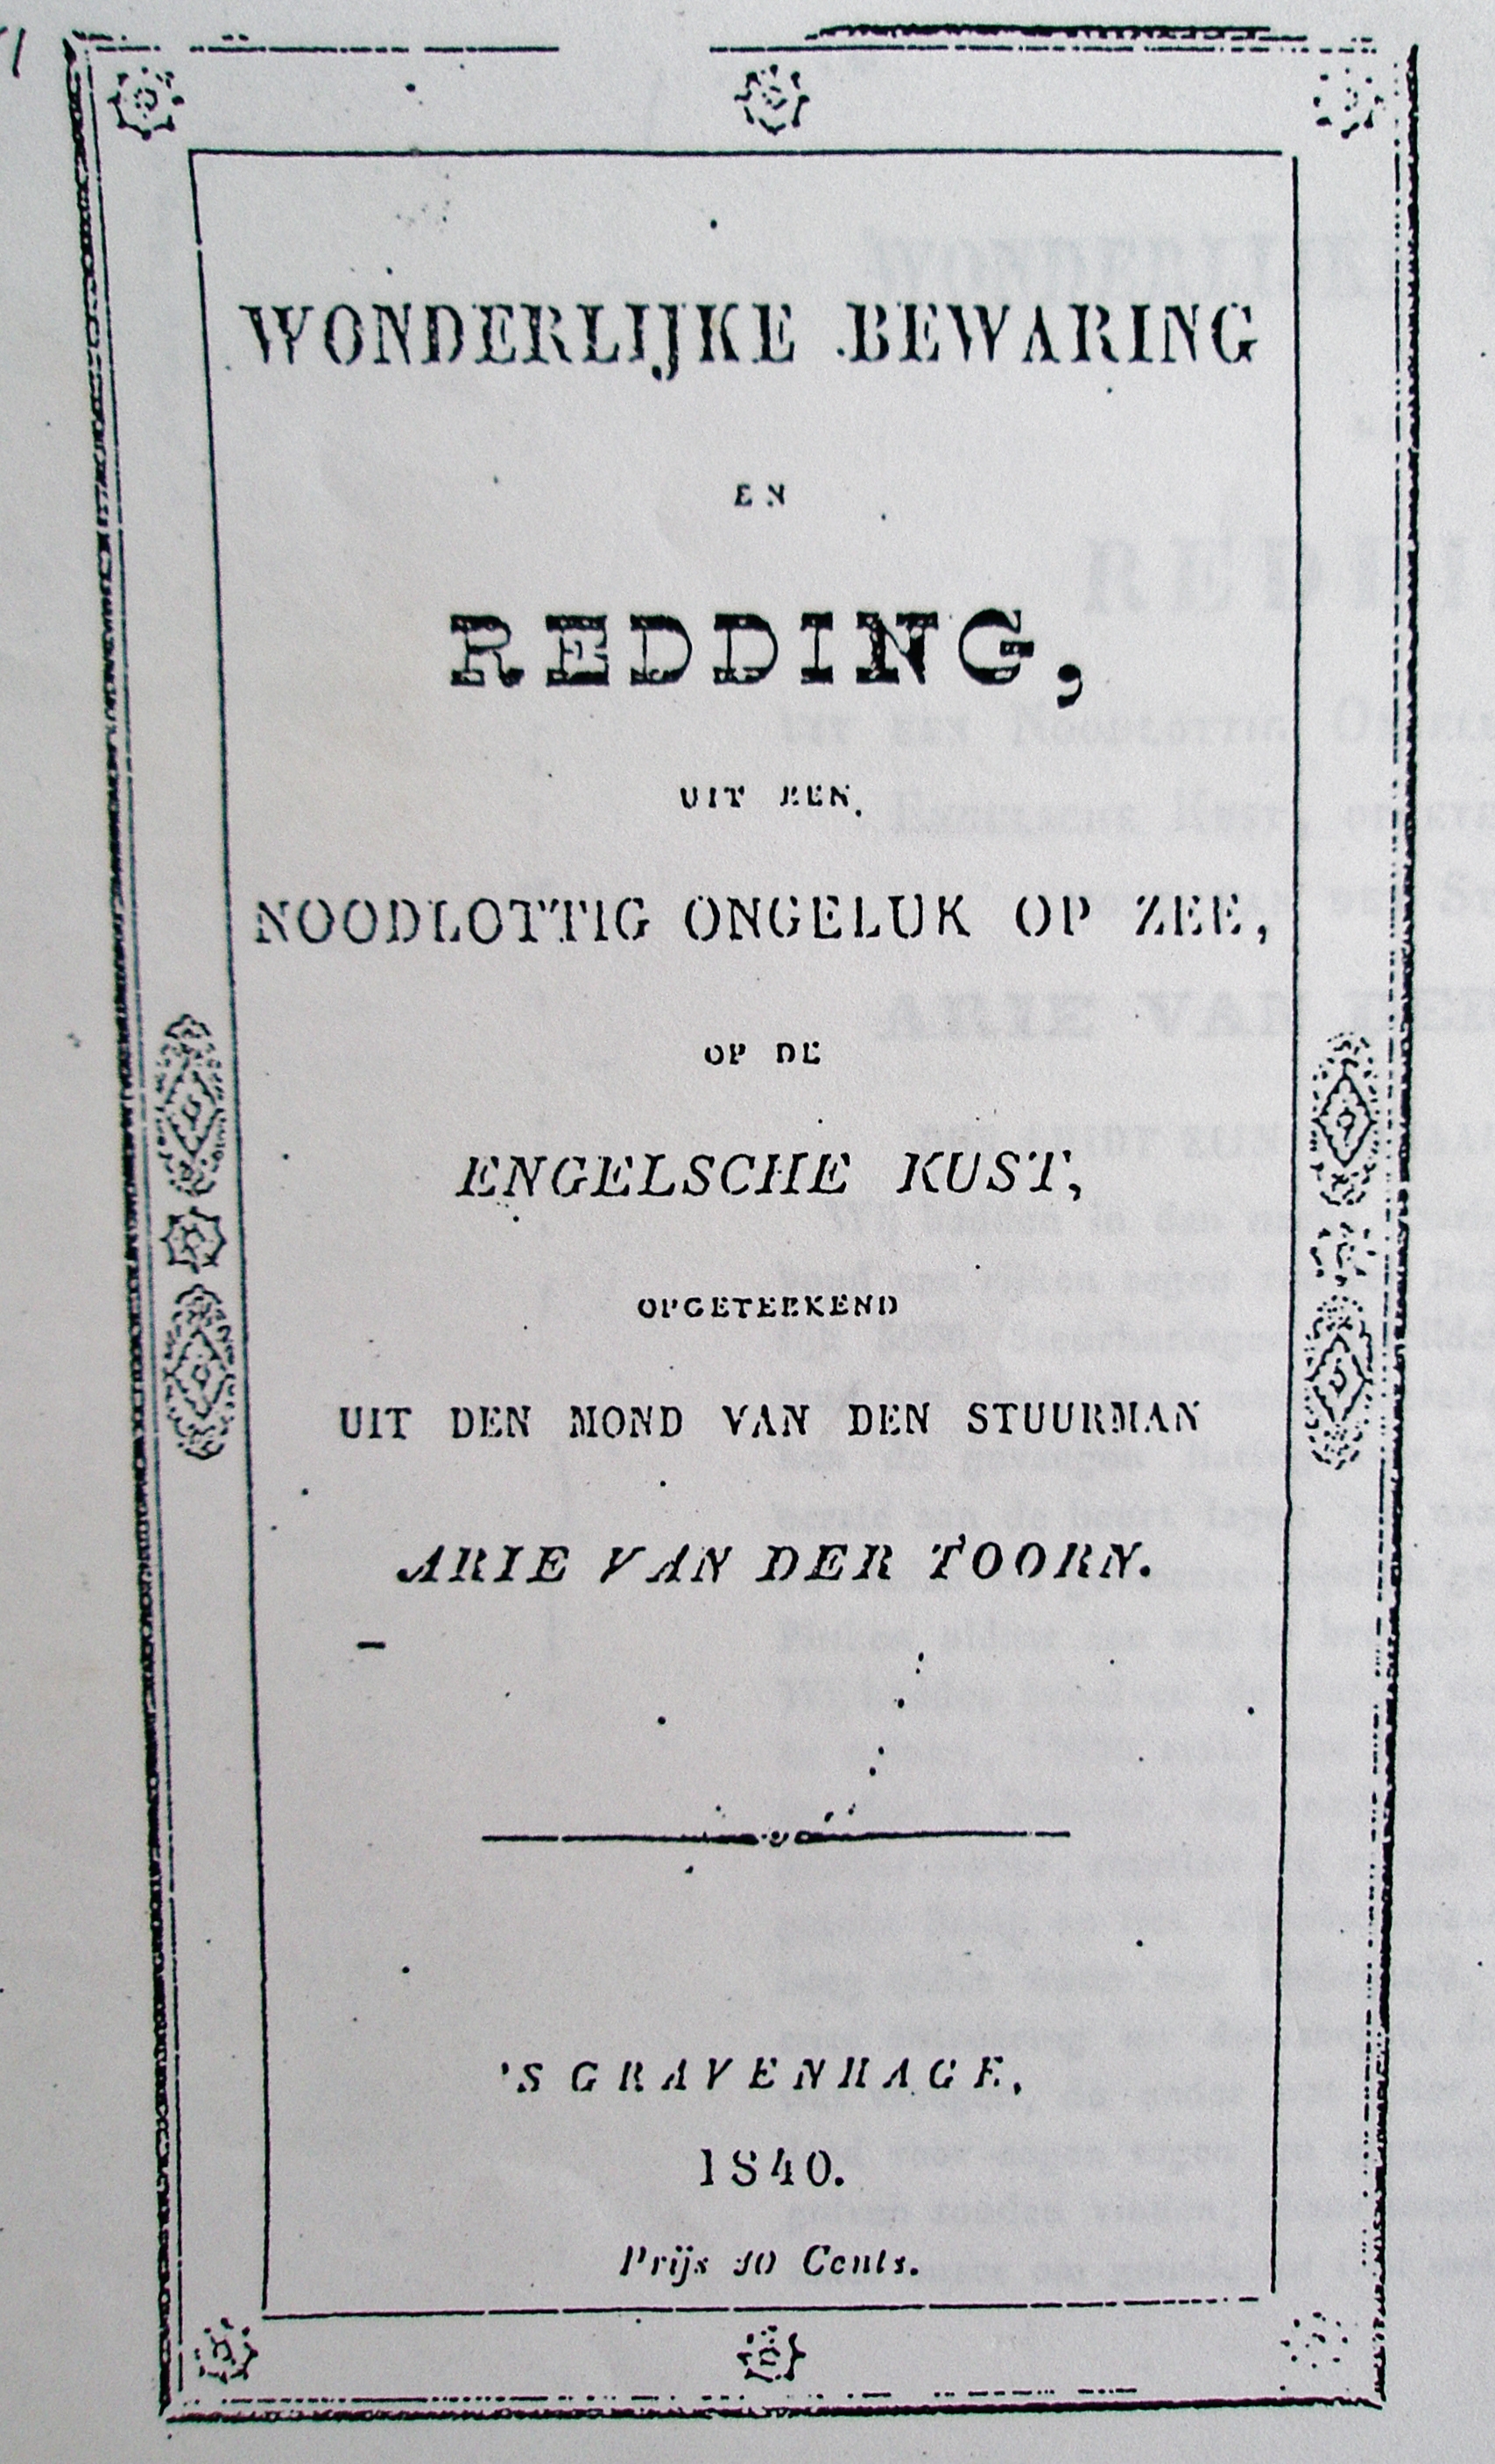 WONDERLIJKE BEWARING
EN
REDDING,
UIT EEN
NOODLOTTIG ONGELUK OP ZEE,
OP DE
ENGELSCHE KUST,
OPGETEEKEND
UIT DEN MOND VAN DEN STUURMAN
ARIE VAN DER TOORN.
'S GRAVENHAGE,
1840.
Prijs Cents.